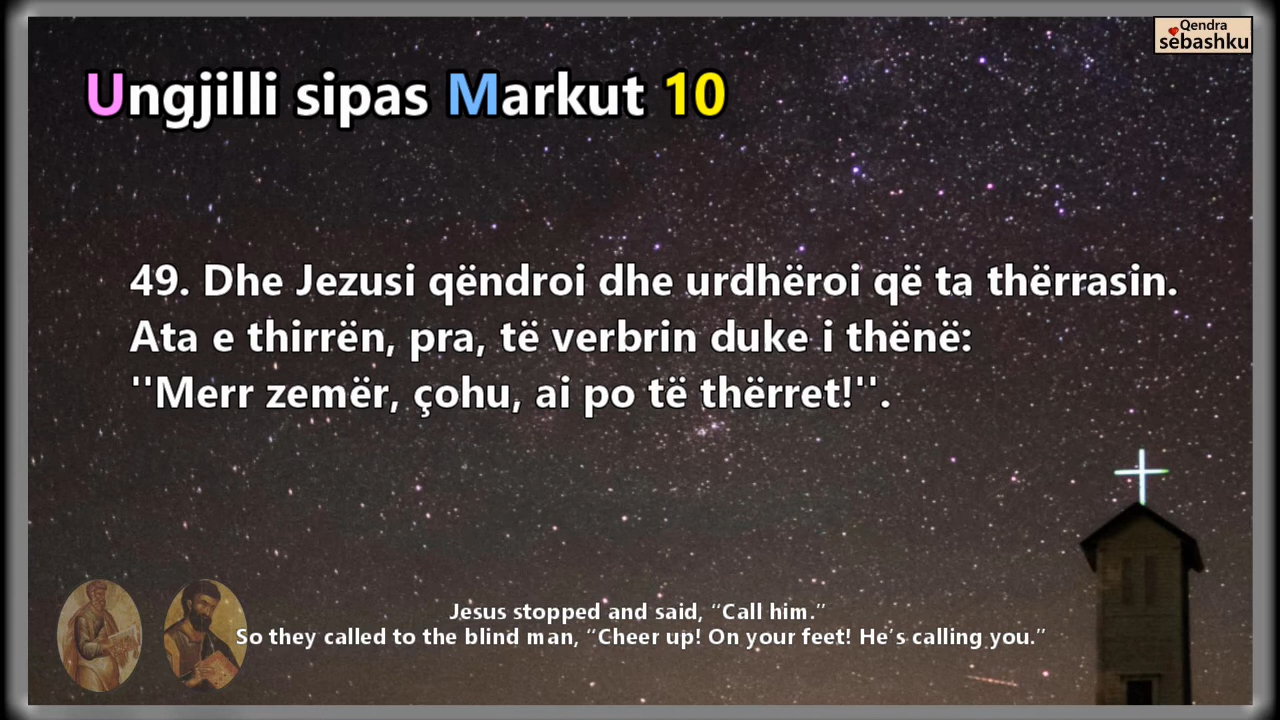 Qendra
sëbashku
Ungjilli sipas Markut 10
49. Dhe Jezusi qëndroi dhe urdhëroi që ta thërrasin.
Ata e thirrën, pra, të verbrin duke i thënë:
''Merr zemër, çohu, ai po të thërret!''.
Jesus stopped and said, “Call him.”
So they called to the blind man, “Cheer up! On your feet! He’s calling you.”